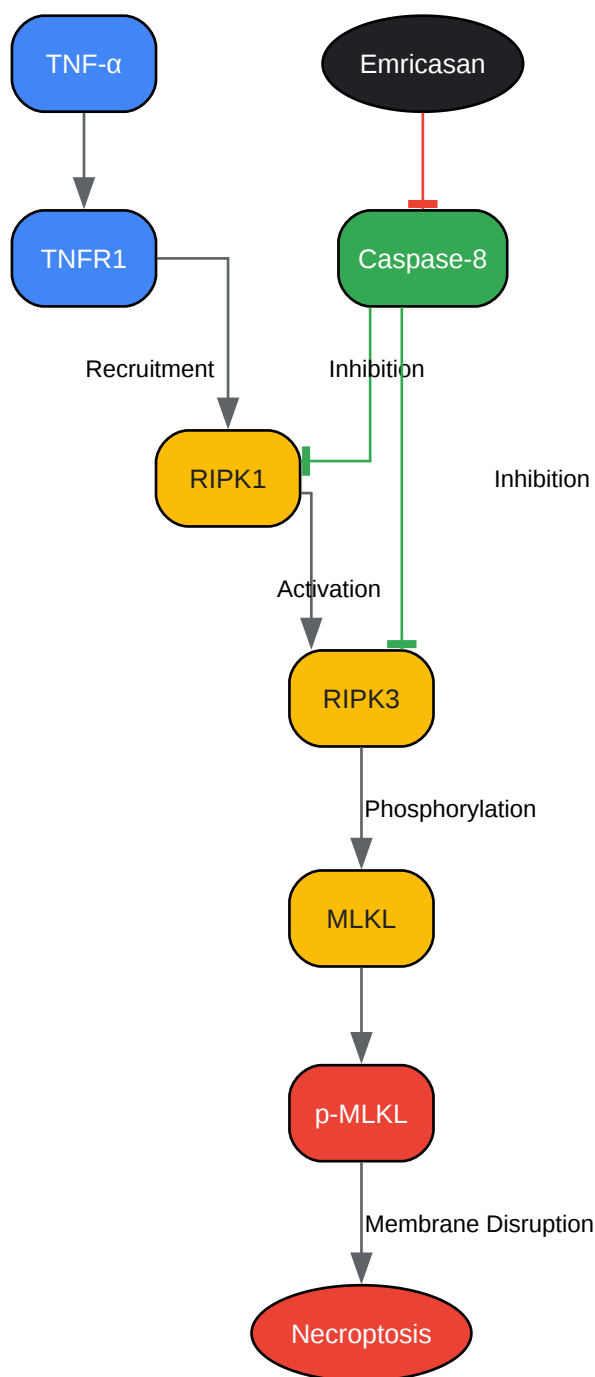 TNF-α
Emricasan
TNFR1
Caspase-8
Recruitment
Inhibition
RIPK1
Inhibition
Activation
RIPK3
Phosphorylation
MLKL
p-MLKL
Membrane Disruption
Necroptosis